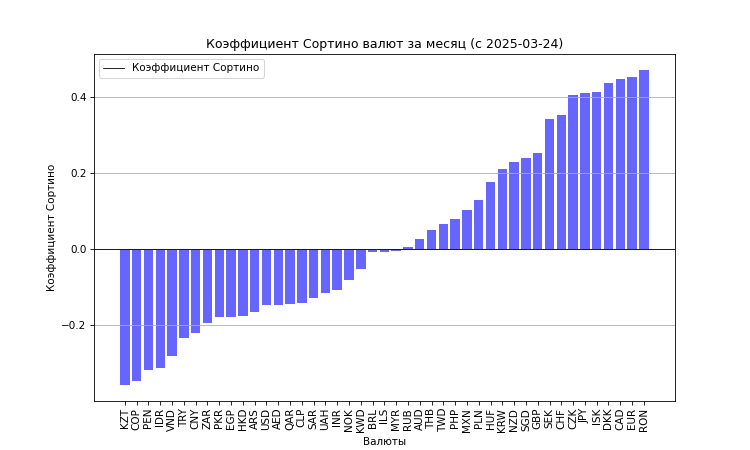 Коэффициент Сортино валют за месяц (с 2025-03-24)
Коэффициент Сортино
Коэффициент Сортино
0.4
0.2
0.0
−0.2
KZT
COP
PEN
IDR
VND
TRY
CNY
ZAR
PKR
EGP
HKD
ARS
USD
AED
QAR
CLP
SAR
UAH
INR
NOK
KWD
BRL
ILS
MYR
RUB
AUD
THB
TWD
PHP
MXN
PLN
HUF
KRW
NZD
SGD
GBP
SEK
CHF
CZK
JPY
ISK
DKK
CAD
EUR
RON
Валюты